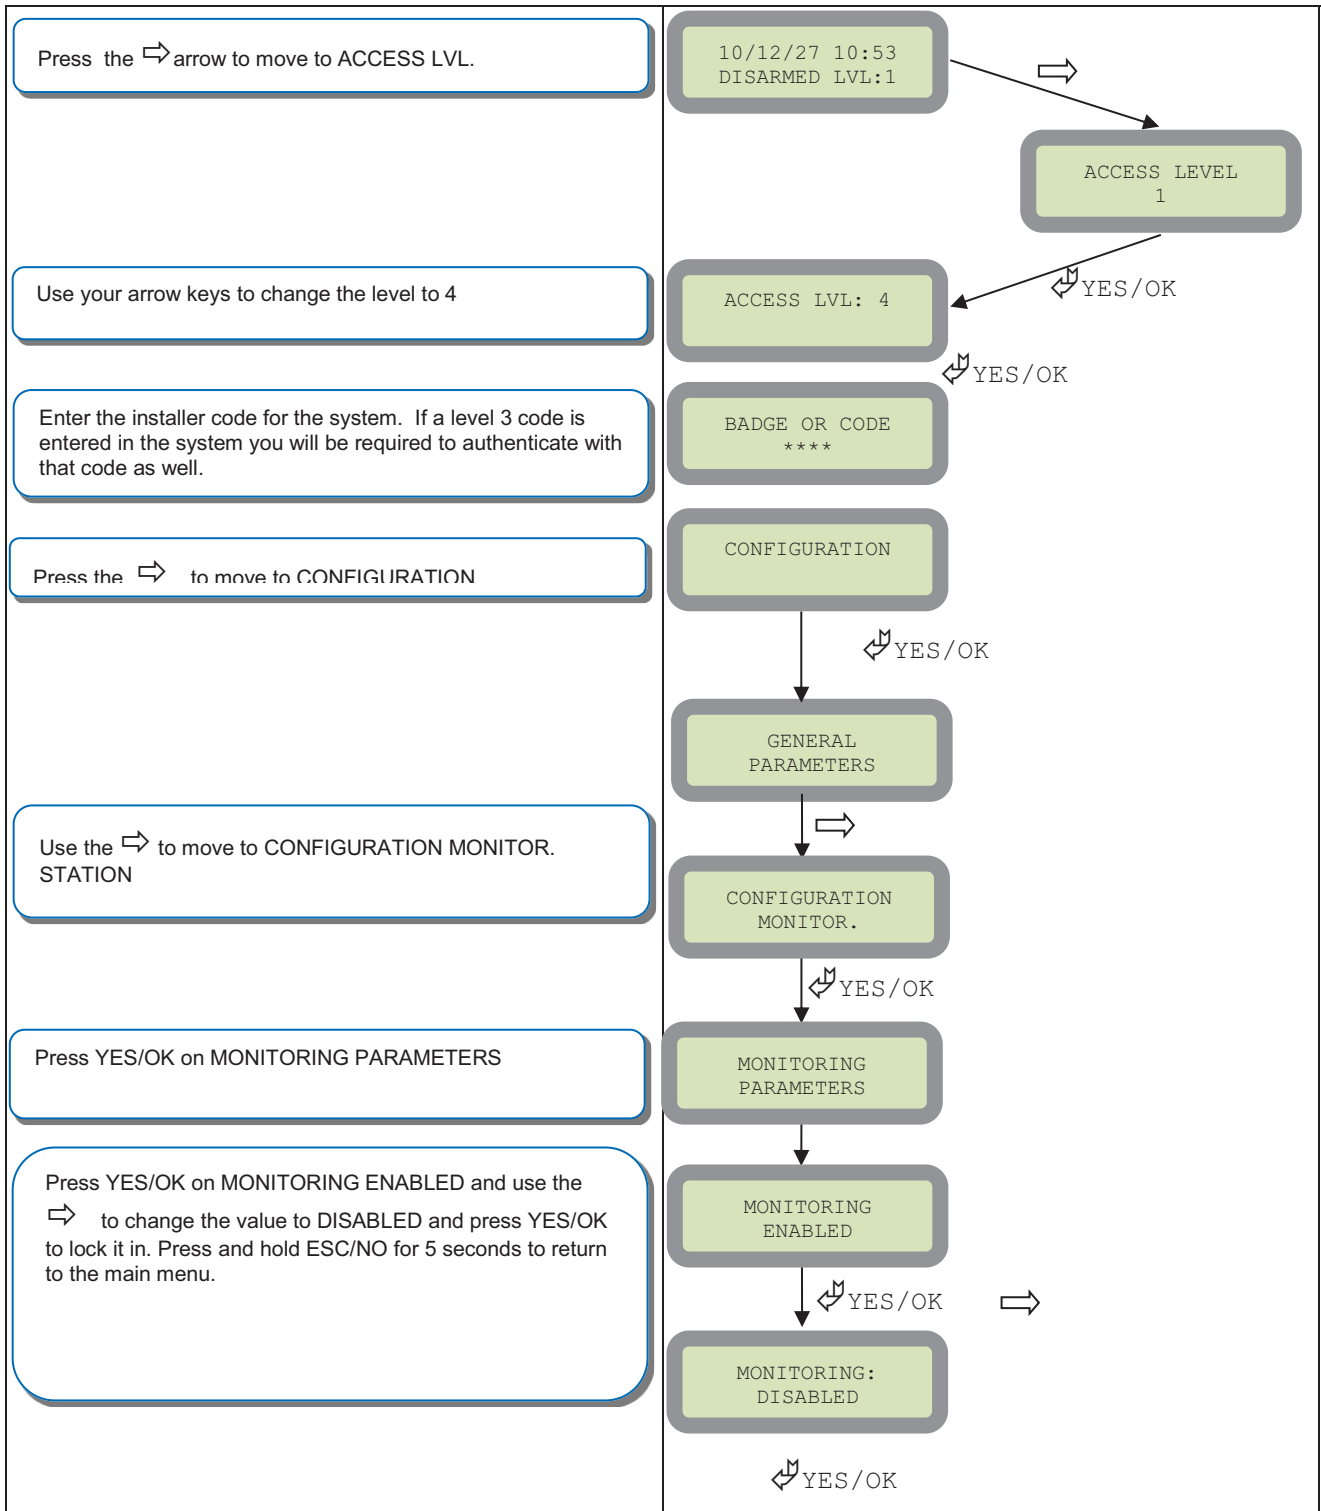 Press the ⇨ arrow to move to ACCESS LVL.
10/12/27 10:53
DISARMED LVL:1
⇨
ACCESS LEVEL
1
YES/OK
Use your arrow keys to change the level to 4
ACCESS LVL: 4
YES/OK
Enter the installer code for the system. If a level 3 code is
entered in the system you will be required to authenticate with
that code as well.
BADGE OR CODE
****
Press the ⇨ to move to CONFIGURATION
CONFIGURATION
YES/OK
GENERAL
PARAMETERS
⇨
Use the ⇨ to move to CONFIGURATION MONITOR.
STATION
CONFIGURATION
MONITOR.
YES/OK
Press YES/OK on MONITORING PARAMETERS
MONITORING
PARAMETERS
Press YES/OK on MONITORING ENABLED and use the
⇨ to change the value to DISABLED and press YES/OK
to lock it in. Press and hold ESC/NO for 5 seconds to return
to the main menu.
MONITORING
ENABLED
YES/OK ⇨
MONITORING:
DISABLED
YES/OK